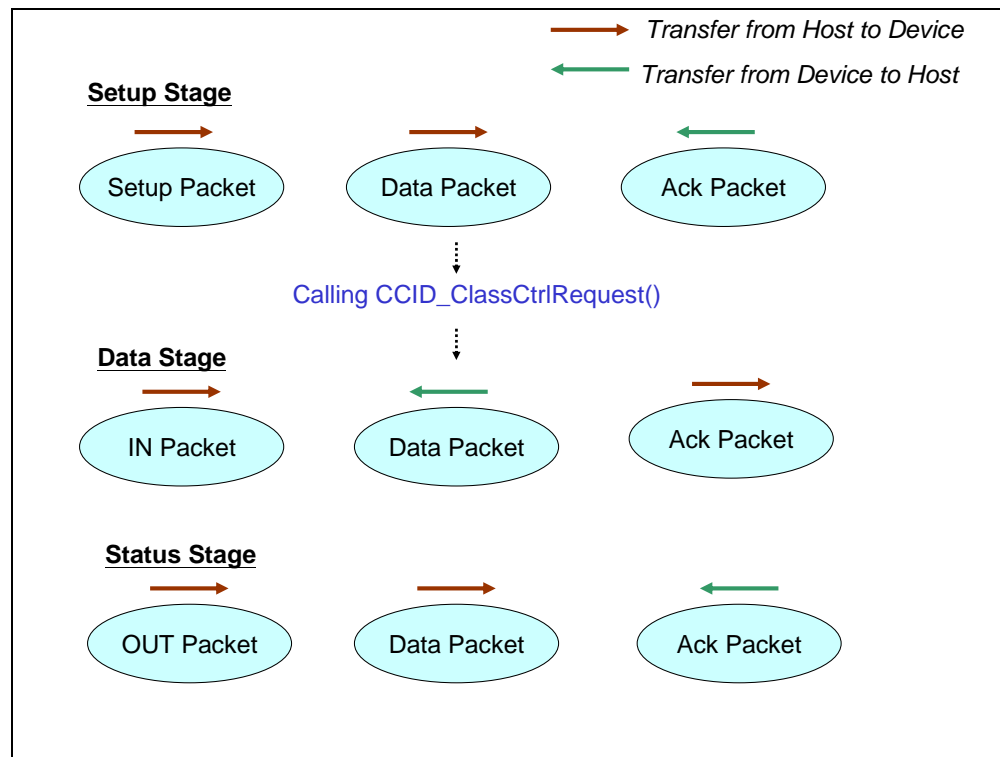 Transfer from Host to Device
Transfer from Device to Host
Setup Stage
Setup Packet
Data Packet
Ack Packet
Calling CCID_ClassCtrlRequest()
Data Stage
IN Packet
Data Packet
Ack Packet
Status Stage
OUT Packet
Data Packet
Ack Packet